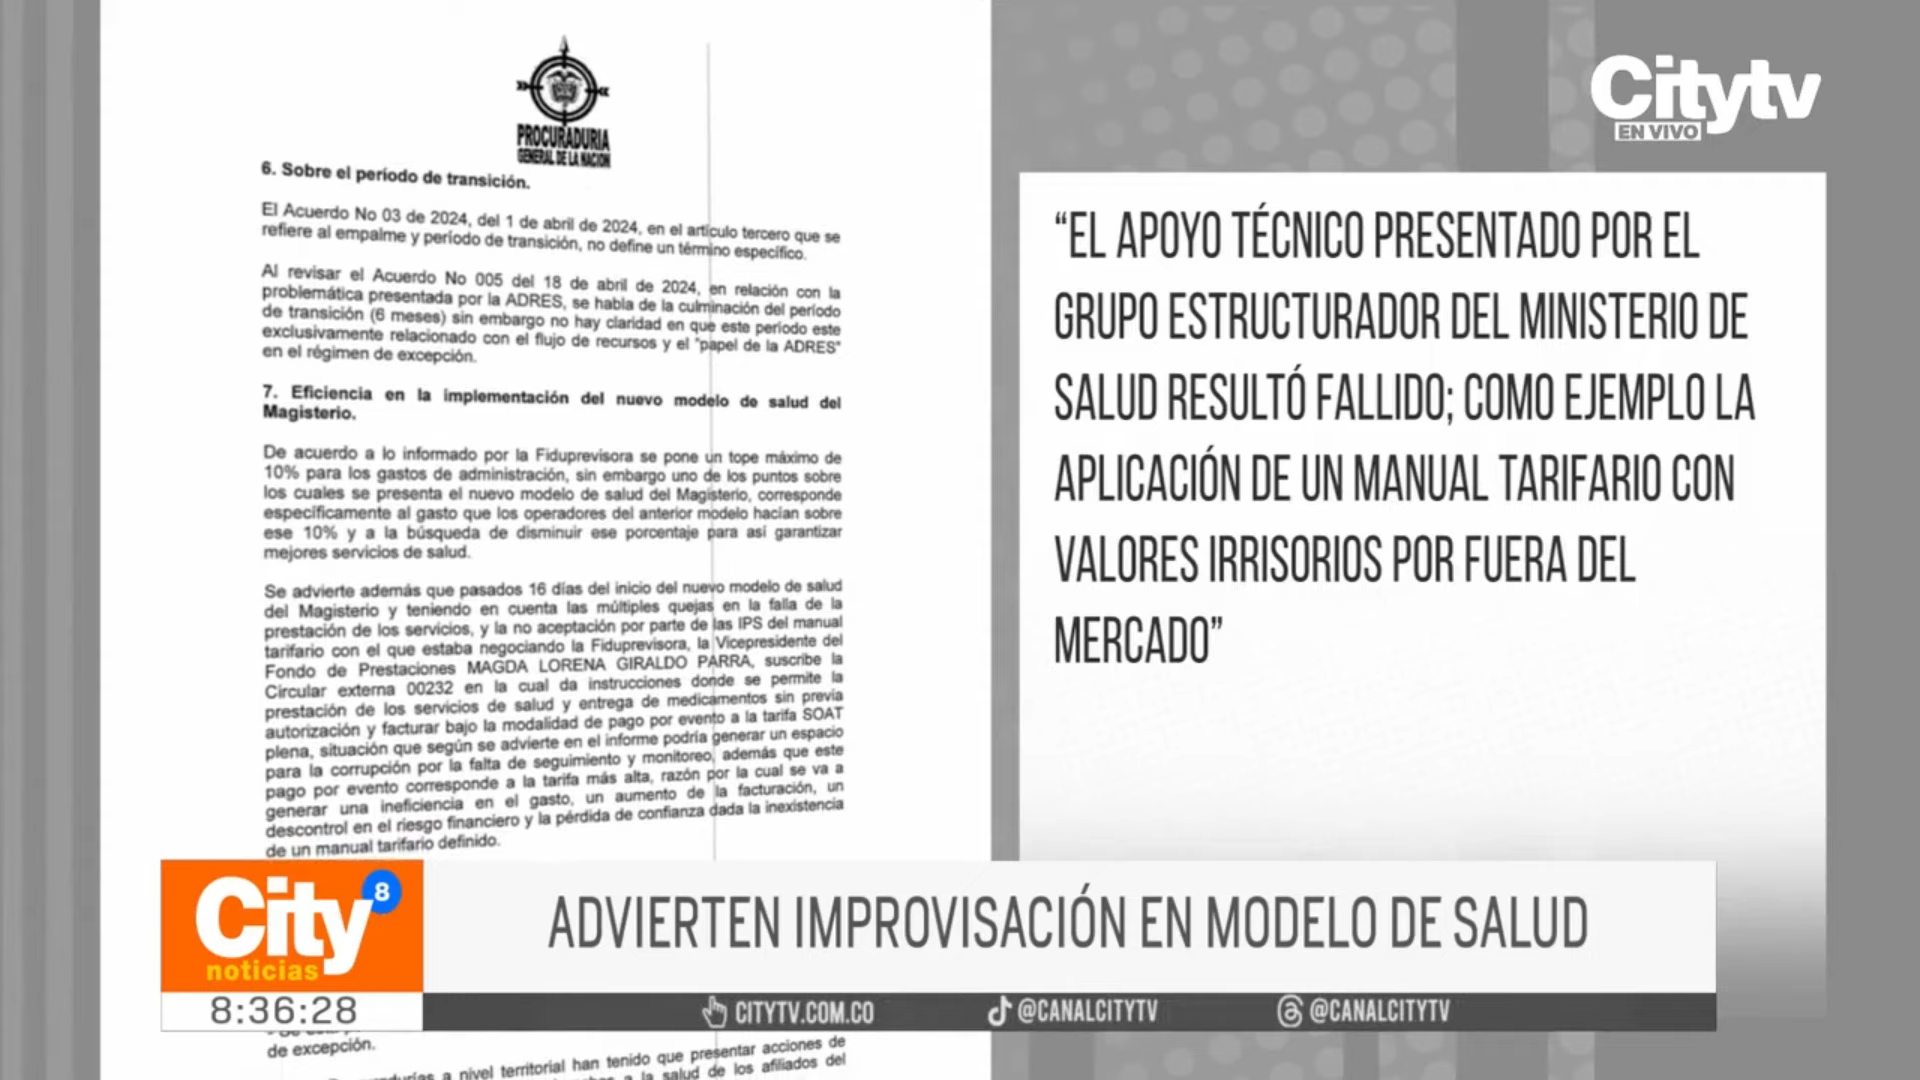 PROCURADURIA
GENERAL DE LA NACION
6. Sobre el período de transición.
El Acuerdo No 03 de 2024, del 1 de abril de 2024, en el artículo tercero que se
refiere al empalme y período de transición, no define un término específico.
Al revisar el Acuerdo No 005 del 18 de abril de 2024, en relación con la
problemática presentada por la ADRES, se habla de la culminación del período
de transición (6 meses) sin embargo no hay claridad en que este período este
exclusivamente relacionado con el flujo de recursos y el "papel de la ADRES"
en el régimen de excepción.
7. Eficiencia en la implementación del nuevo modelo de salud del
Magisterio.
De acuerdo a lo informado por la Fiduprevisora se pone un tope máximo de
10% para los gastos de administración, sin embargo uno de los puntos sobre
los cuales se presenta el nuevo modelo de salud del Magisterio, corresponde
específicamente al gasto que los operadores del anterior modelo hacían sobre
ese 10% y a la búsqueda de disminuir ese porcentaje para así garantizar
mejores servicios de salud.
Se advierte además que pasados 16 días del inicio del nuevo modelo de salud
del Magisterio y teniendo en cuenta las múltiples quejas en la falla de la
prestación de los servicios, y la no aceptación por parte de las IPS del manual
tarifario con el que estaba negociando la Fiduprevisora, la Vicepresidente del
Fondo de Prestaciones MAGDA LORENA GIRALDO PARRA, suscribe la
Circular externa 00232 en la cual da instrucciones donde se permite la
prestación de los servicios de salud y entrega de medicamentos sin previa
autorización y facturar bajo la modalidad de pago por evento a la tarifa SOAT
plena, situación que según se advierte en el informe podría generar un espacio
para la corrupción por la falta de seguimiento y monitoreo, además que este
pago por evento corresponde a la tarifa más alta, razón por la cual se va a
generar una ineficiencia en el gasto, un aumento de la facturación, un
descontrol en el riesgo financiero y la pérdida de confianza dada la inexistencia
de un manual tarifario definido.
de excepción.
a nivel territorial han tenido que presentar acciones de
a la salud de los afiliados del
Citytv
EN VIVO
“EL APOYO TÉCNICO PRESENTADO POR EL
GRUPO ESTRUCTURADOR DEL MINISTERIO DE
SALUD RESULTÓ FALLIDO; COMO EJEMPLO LA
APLICACIÓN DE UN MANUAL TARIFARIO CON
VALORES IRRISORIOS POR FUERA DEL
MERCADO”
City 8
noticias
ADVIERTEN IMPROVISACIÓN EN MODELO DE SALUD
8:36:28
CITYTV.COM.CO
@CANALCITYTV
@CANALCITYTV